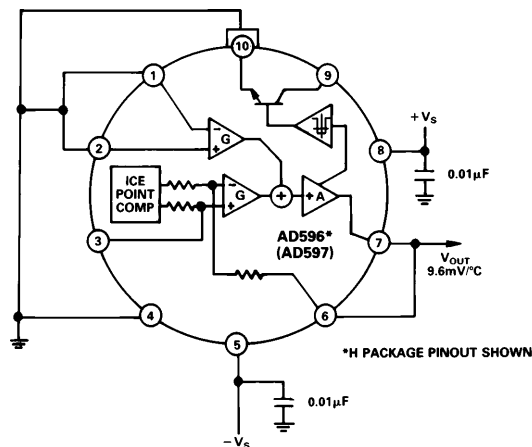 10
1
9
− G
+
2
+VS
8
0.01µF
ICE
POINT
COMP
− G
+
+
+ A
3
AD596*
(AD597)
7
VOUT
9.6mV/°C
4
6
5
*H PACKAGE PINOUT SHOWN
0.01µF
−VS